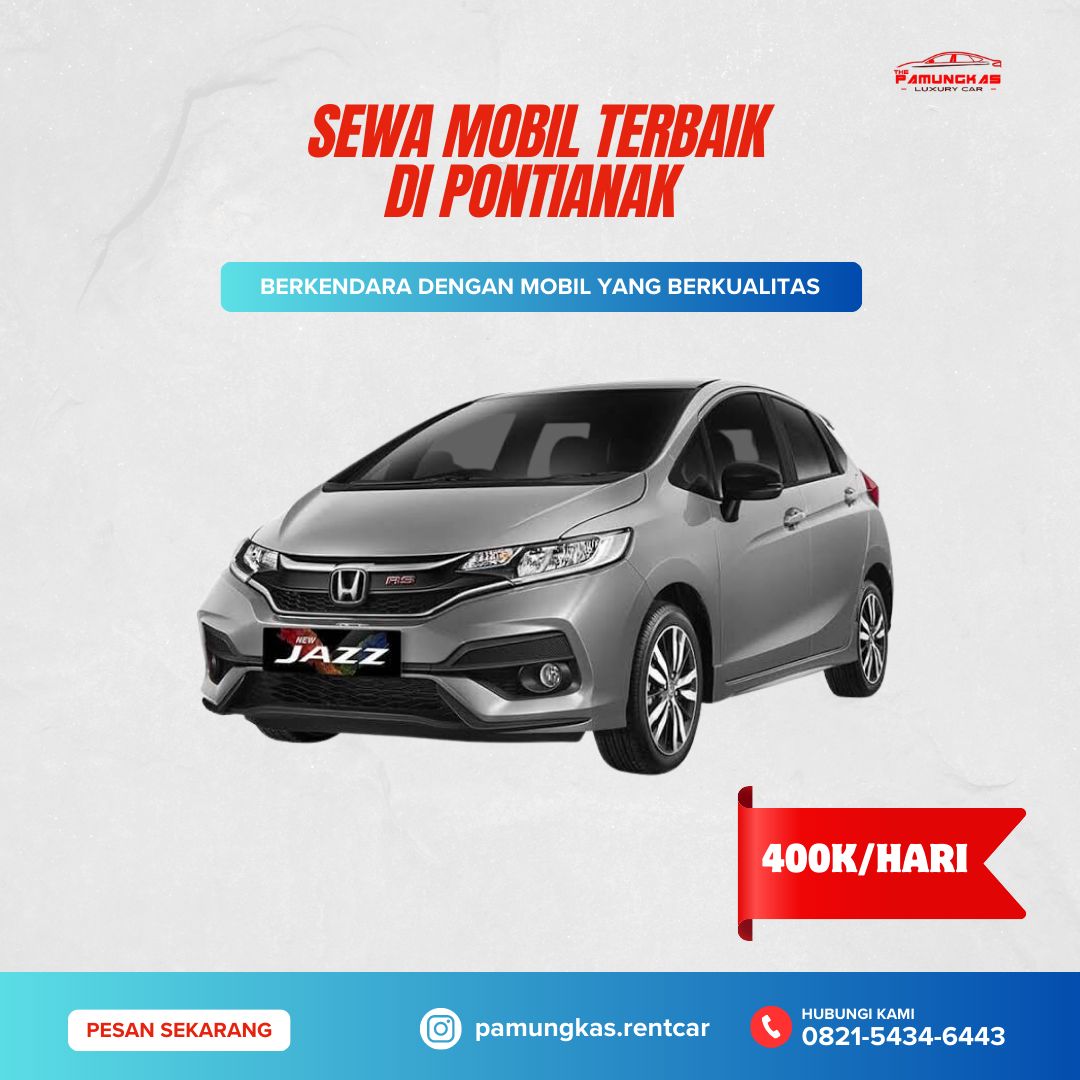 THE
PAMUNGKAS
- LUXURY CAR -
SEWA MOBIL TERBAIK
DI PONTIANAK
BERKENDARA DENGAN MOBIL YANG BERKUALITAS
RS
NEW
JAZZ
400K/HARI
PESAN SEKARANG
pamungkas.rentcar
HUBUNGI KAMI
0821-5434-6443